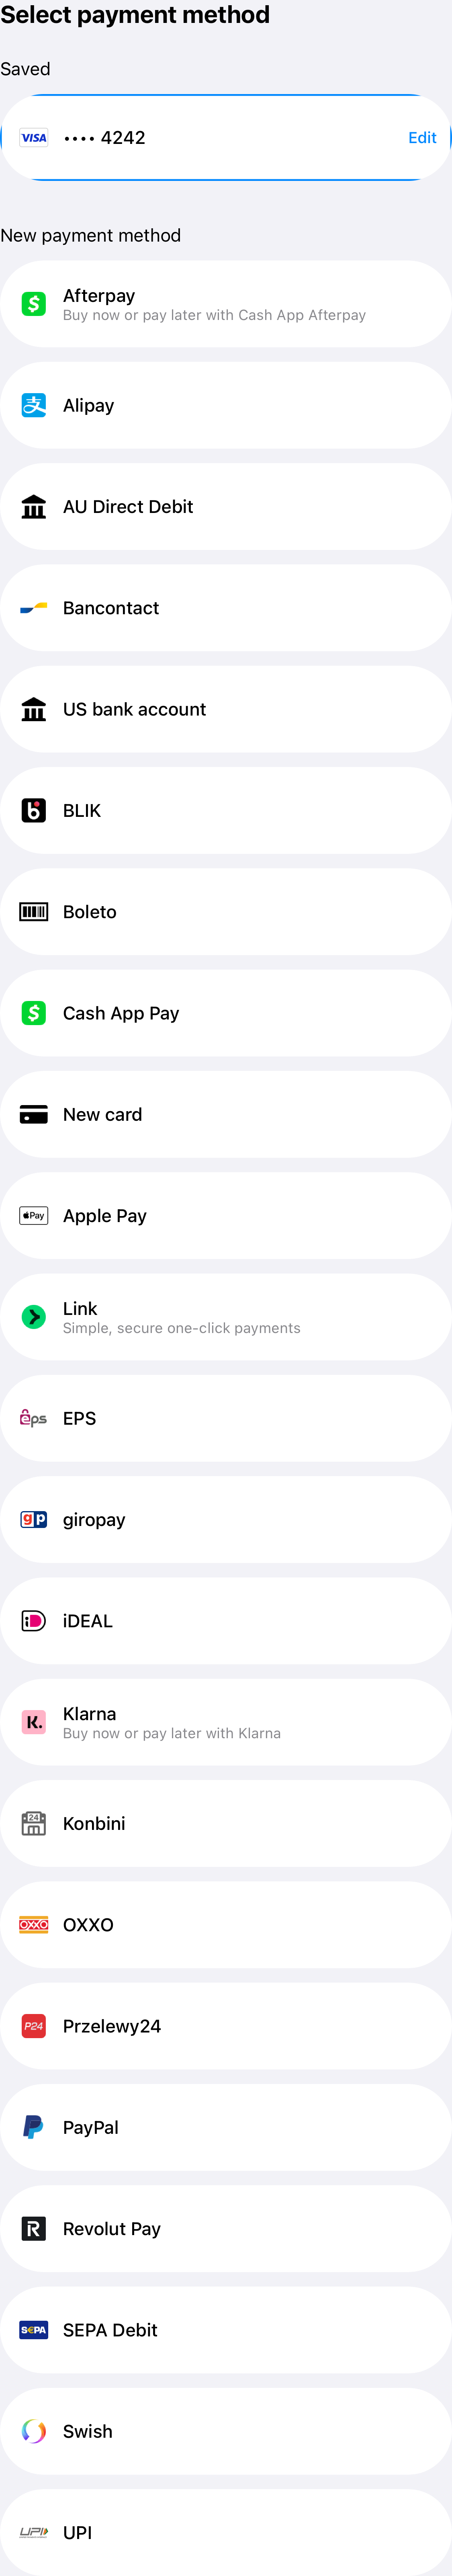 Select payment method
Saved
VISA •••• 4242 Edit
New payment method
Afterpay
Buy now or pay later with Cash App Afterpay
支 Alipay
AU Direct Debit
Bancontact
US bank account
b BLIK
Boleto
$ Cash App Pay
New card
Pay Apple Pay
Link
Simple, secure one-click payments
eps EPS
gp giropay
iD iDEAL
Klarna
K.
Buy now or pay later with Klarna
24 Konbini
OXXO OXXO
P24 Przelewy24
P PayPal
R Revolut Pay
S€PA SEPA Debit
Swish
UPI UPI